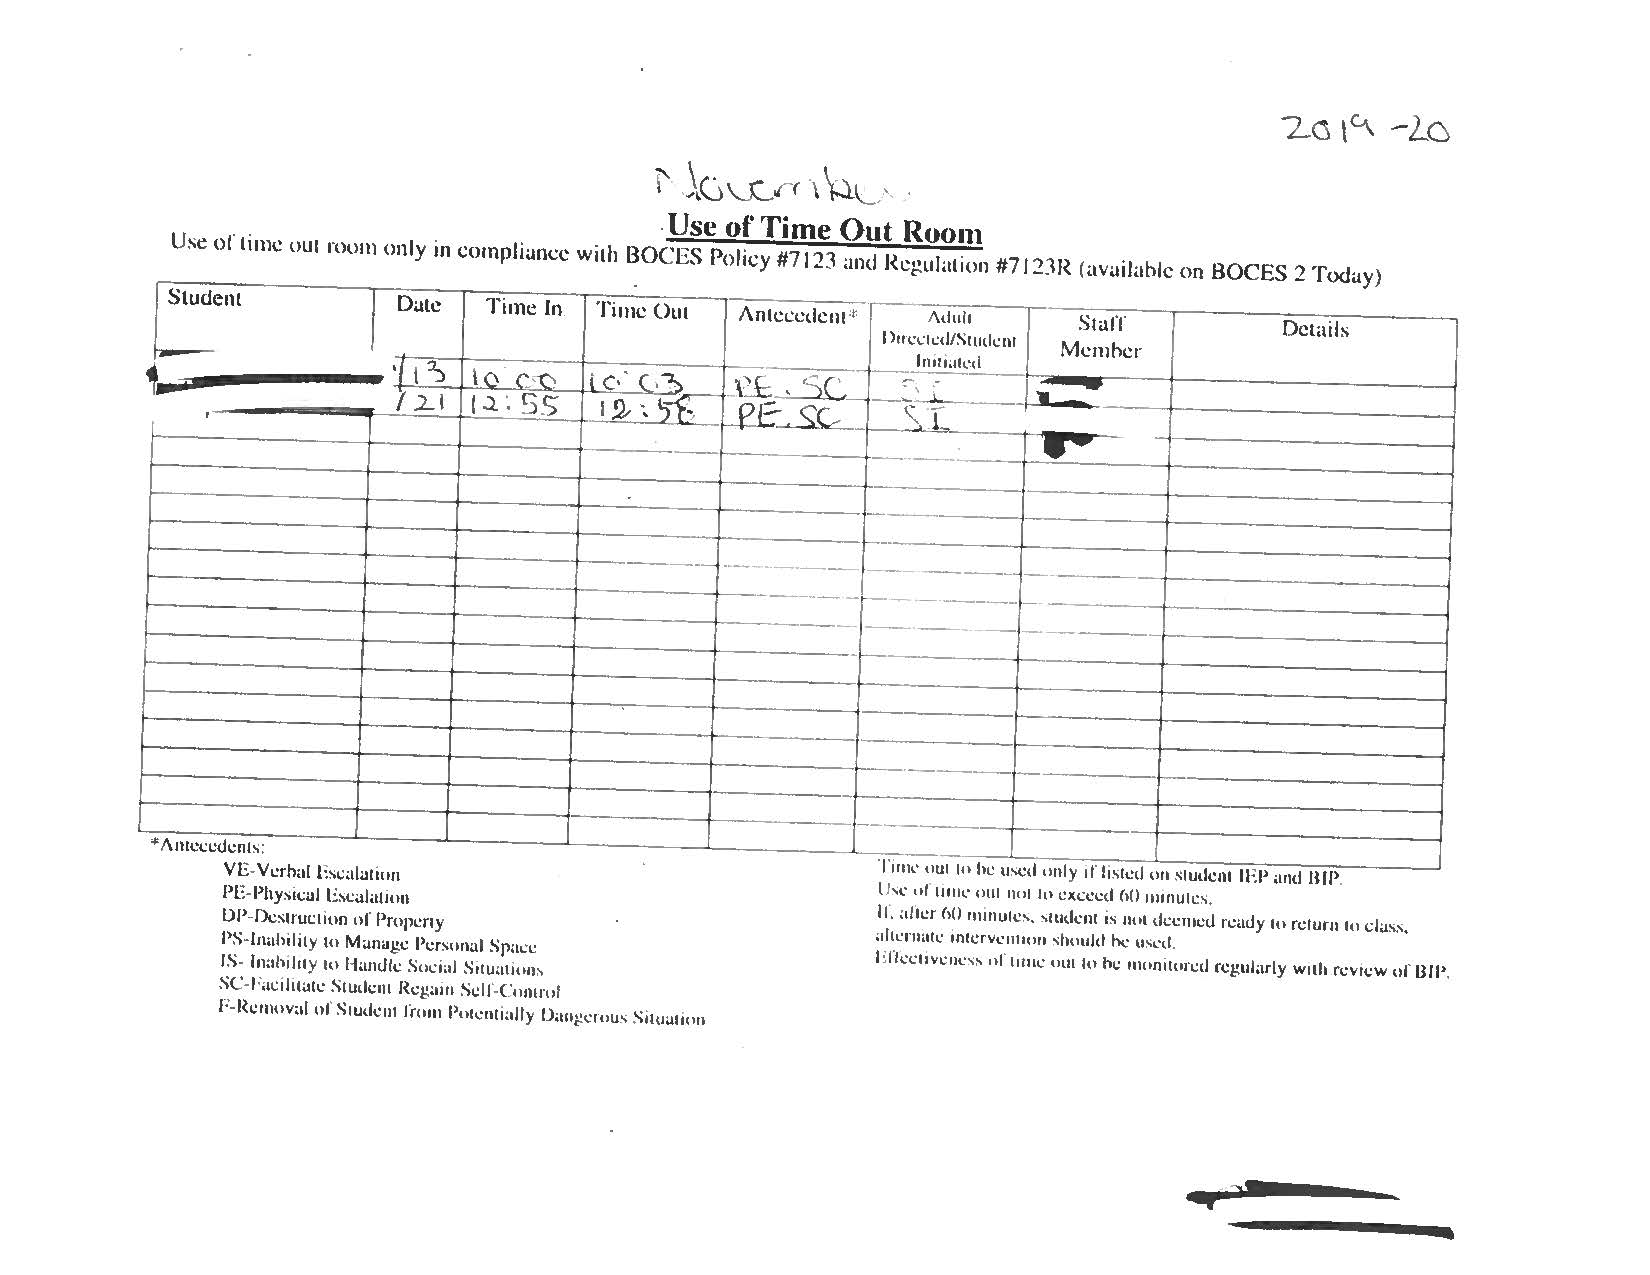 2019-20
November
Use of Time Out Room
Use of time out room only in compliance with BOCES Policy #7123 and Regulation #7123R (available on BOCES 2 Today)
Student Date Time In Time Out Antecedent* Adult Directed/Student Initiated Staff Member Details
/13 10:00 10:03 PE. SC SI
/21 12:55 PE. SC SI
*Antecedents:
VE-Verbal Escalation
PE-Physical Escalation
DP-Destruction of Property
PS-Inability to Manage Personal Space
IS- Inability to Handle Social Situations
SC-Facilitate Student Regain Self-Control
F-Removal of Student from Potentially Dangerous Situation
Time out to be used only if listed on student IEP and BIP.
Use of time out not to exceed 60 minutes.
If, after 60 minutes, student is not deemed ready to return to class,
alternate intervention should be used.
Effectiveness of time out to be monitored regularly with review of BIP.